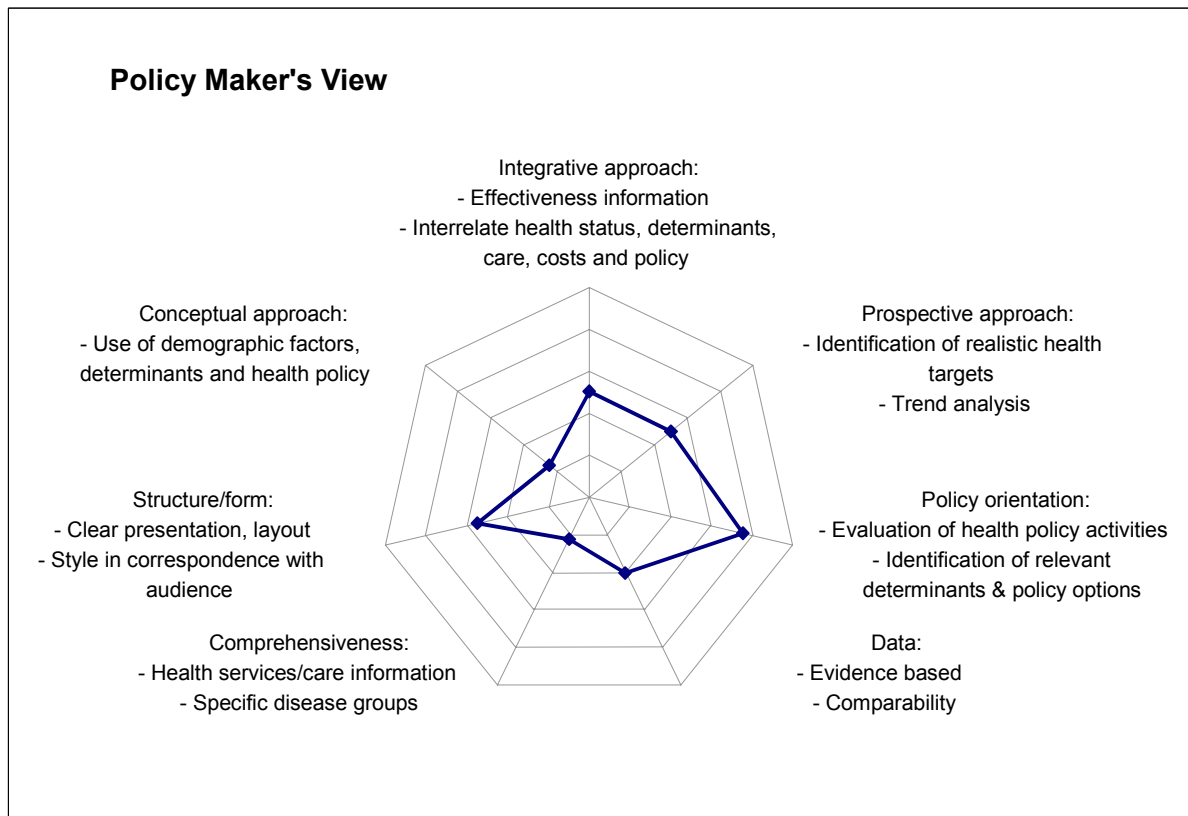 Policy Maker's View
Integrative approach:
- Effectiveness information
- Interrelate health status, determinants,
care, costs and policy
Conceptual approach:
- Use of demographic factors,
determinants and health policy
Prospective approach:
- Identification of realistic health
targets
- Trend analysis
Structure/form:
- Clear presentation, layout
- Style in correspondence with
audience
Policy orientation:
- Evaluation of health policy activities
- Identification of relevant
determinants & policy options
Comprehensiveness:
- Health services/care information
- Specific disease groups
Data:
- Evidence based
- Comparability